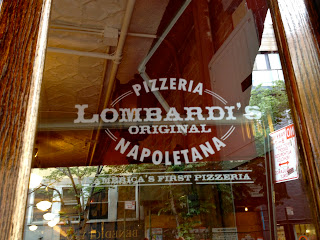 PIZZERIA
LOMBARDI'S
ORIGINAL
NAPOLETANA
AMERICA'S FIRST PIZZERIA